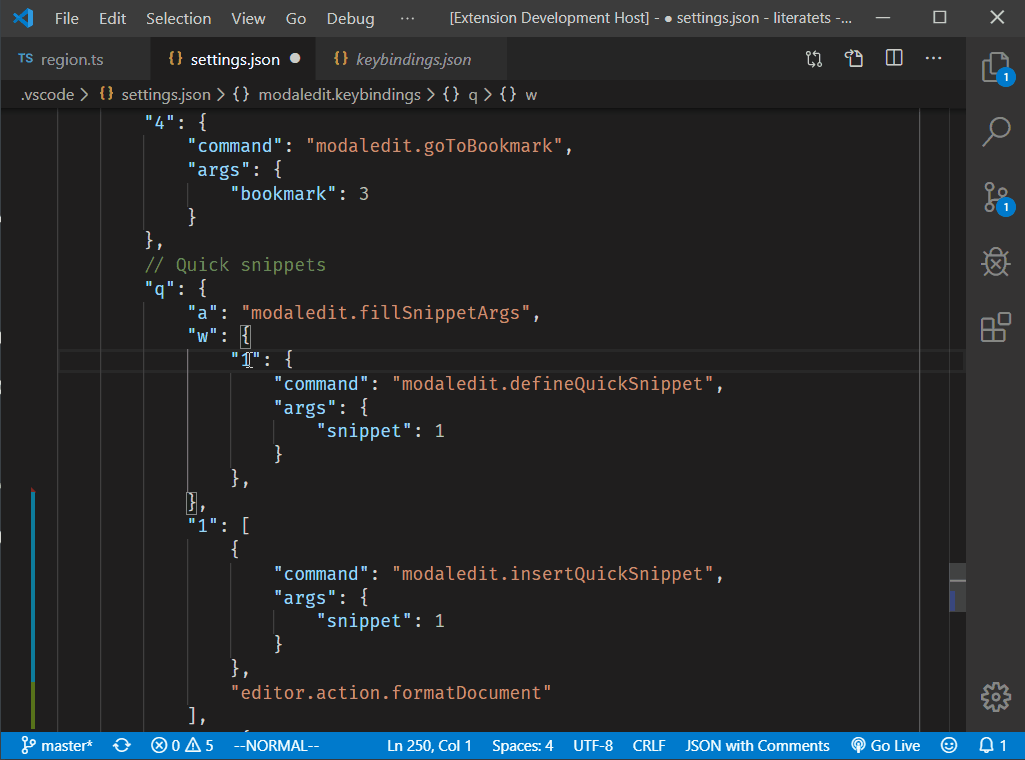 File Edit Selection View Go Debug ··· [Extension Development Host] - ● settings.json - literatets -...
TS region.ts {} settings.json ● {} keybindings.json ···
.vscode > {} settings.json > {} modaledit.keybindings > {} q > {} w
"4": {
"command": "modaledit.goToBookmark",
"args": {
"bookmark": 3
}
},
// Quick snippets
"q": {
"a": "modaledit.fillSnippetArgs",
"w": {
"1": {
"command": "modaledit.defineQuickSnippet",
"args": {
"snippet": 1
}
},
},
"1": [
{
"command": "modaledit.insertQuickSnippet",
"args": {
"snippet": 1
}
},
"editor.action.formatDocument"
],
1
1
master* 0 5 --NORMAL-- Ln 250, Col 1 Spaces: 4 UTF-8 CRLF JSON with Comments Go Live 1